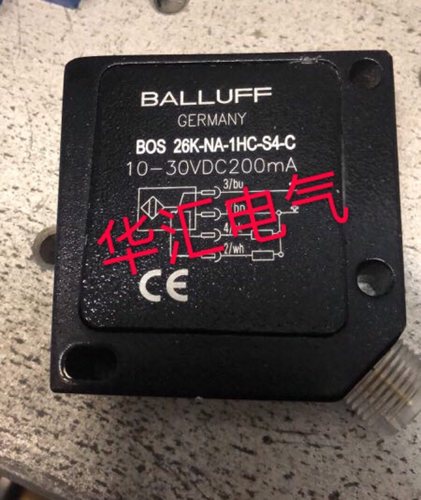 BALLUFF
GERMANY
BOS 26K-NA-1HC-S4-C
10-30VDC200mA
3/bu
华汇电气
2/wh
CE